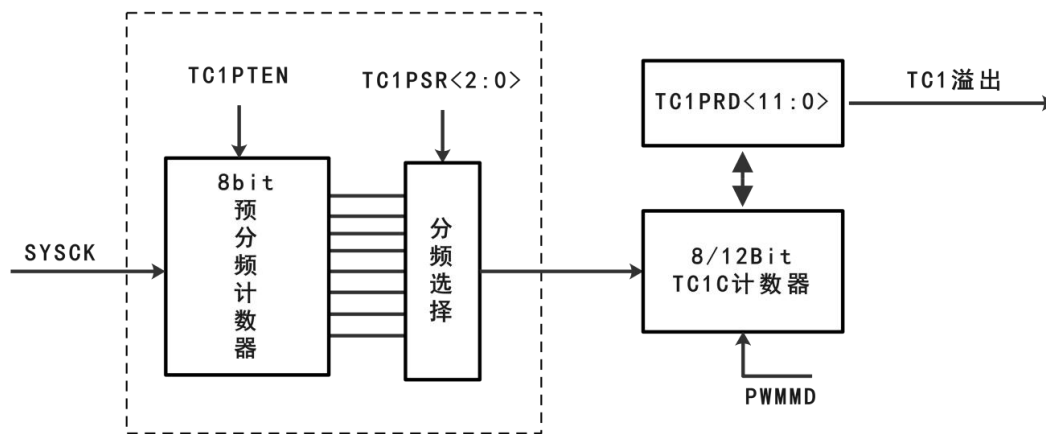 TC1PTEN
TC1PSR<2:0>
TC1PRD<11:0>
TC1溢出
8bit
预
分
频
计
数
器
分
频
选
择
SYSCK
8/12Bit
TC1C计数器
PWMMD